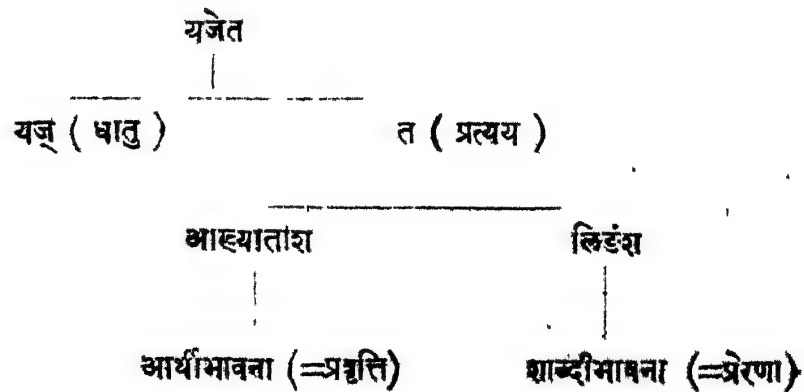 यजेत
यज् ( धातु ) त ( प्रत्यय )
आख्यातांश लिङंश
आर्थीभावना (=प्रवृत्ति) शाब्दीभावना (=प्रेरणा)